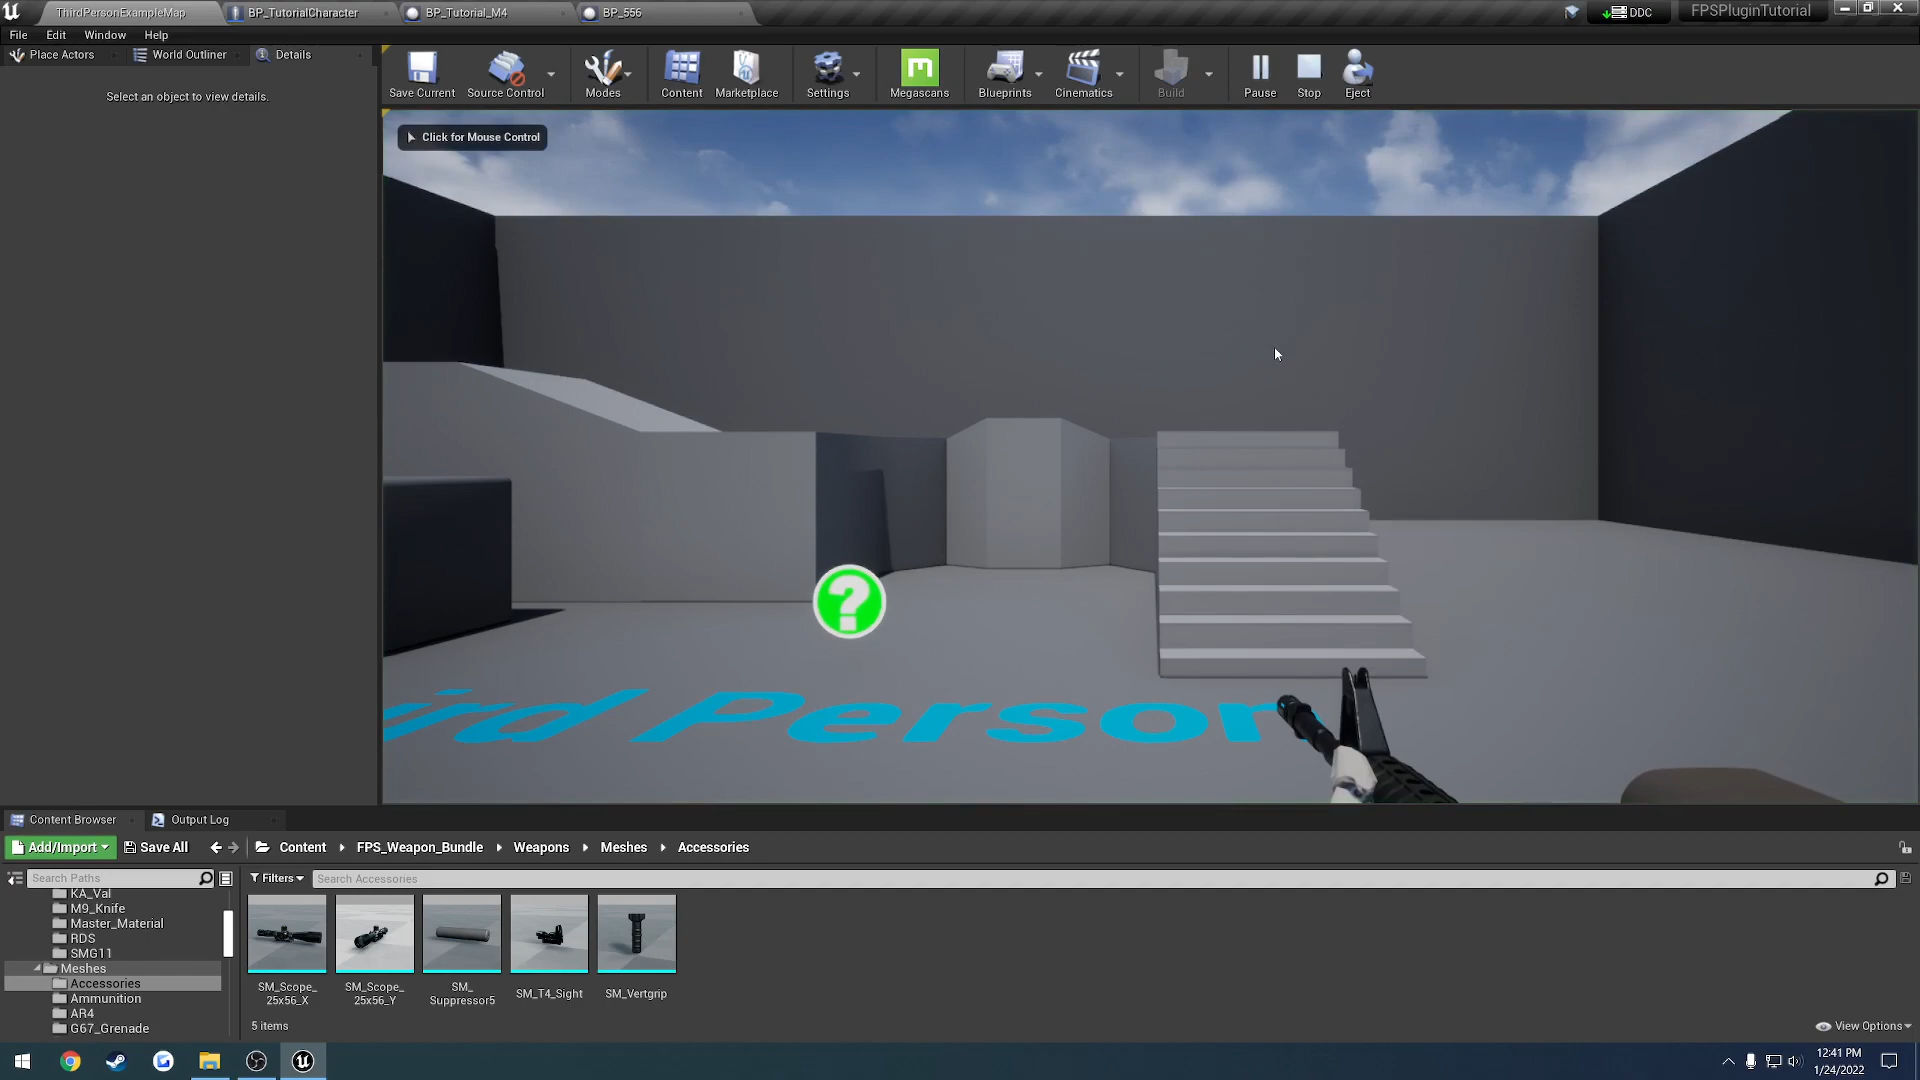 ThirdPersonExampleMap
BP_TutorialCharacter
BP_Tutorial_M4
BP_556
DDC
FPSPluginTutorial
File Edit Window Help
Place Actors
World Outliner
Details
Select an object to view details.
Save Current
Source Control
Modes
Content
Marketplace
Settings
Megascans
Blueprints
Cinematics
Build
Pause
Stop
Eject
Click for Mouse Control
?
ird Person
Content Browser
Output Log
Add/Import
Save All
Content
FPS_Weapon_Bundle
Weapons
Meshes
Accessories
Search Paths
Filters
Search Accessories
KA_Val
M9_Knife
Master_Material
RDS
SMG11
Meshes
Accessories
Ammunition
AR4
G67_Grenade
SM_Scope_
25x56_X
SM_Scope_
25x56_Y
SM_
Suppressor5
SM_T4_Sight
SM_Vertgrip
5 items
View Options
12:41 PM
1/24/2022